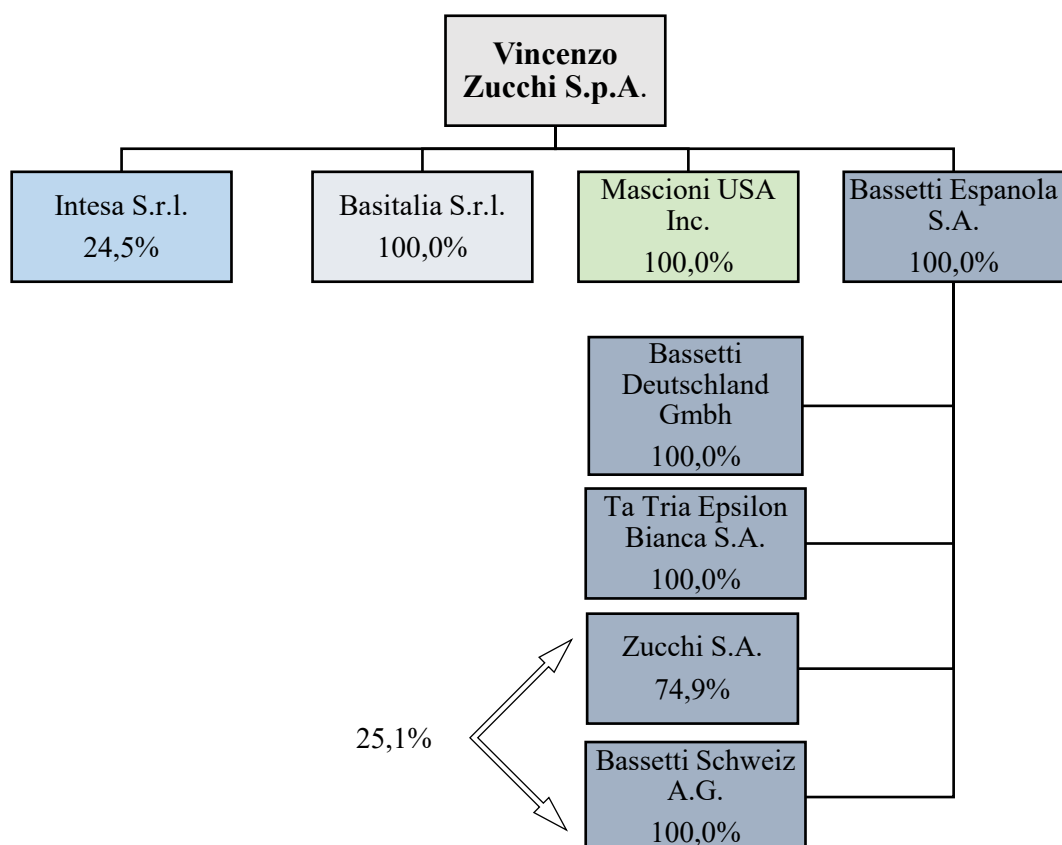 Vincenzo
Zucchi S.p.A.
Intesa S.r.l.
24,5%
Basitalia S.r.l.
100,0%
Mascioni USA
Inc.
100,0%
Bassetti Espanola
S.A.
100,0%
Bassetti
Deutschland
Gmbh
100,0%
Ta Tria Epsilon
Bianca S.A.
100,0%
Zucchi S.A.
74,9%
25,1%
Bassetti Schweiz
A.G.
100,0%